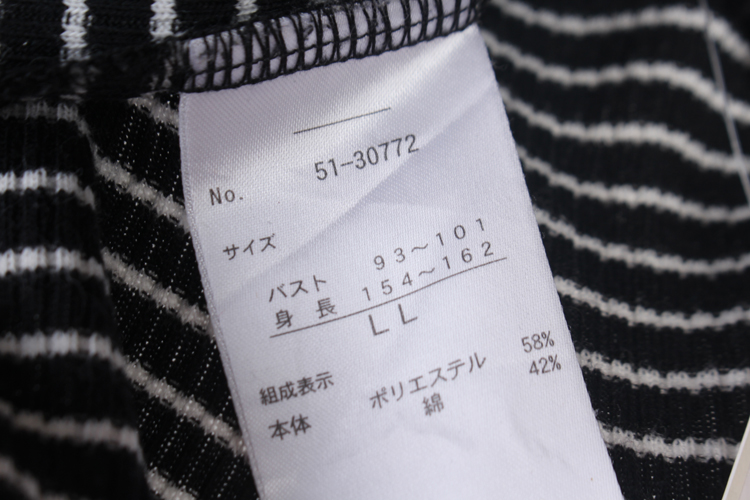 No. 51-30772
サイズ
バスト 93～101
身 長 154～162
LL
組成表示
本体 ポリエステル 58%
綿 42%